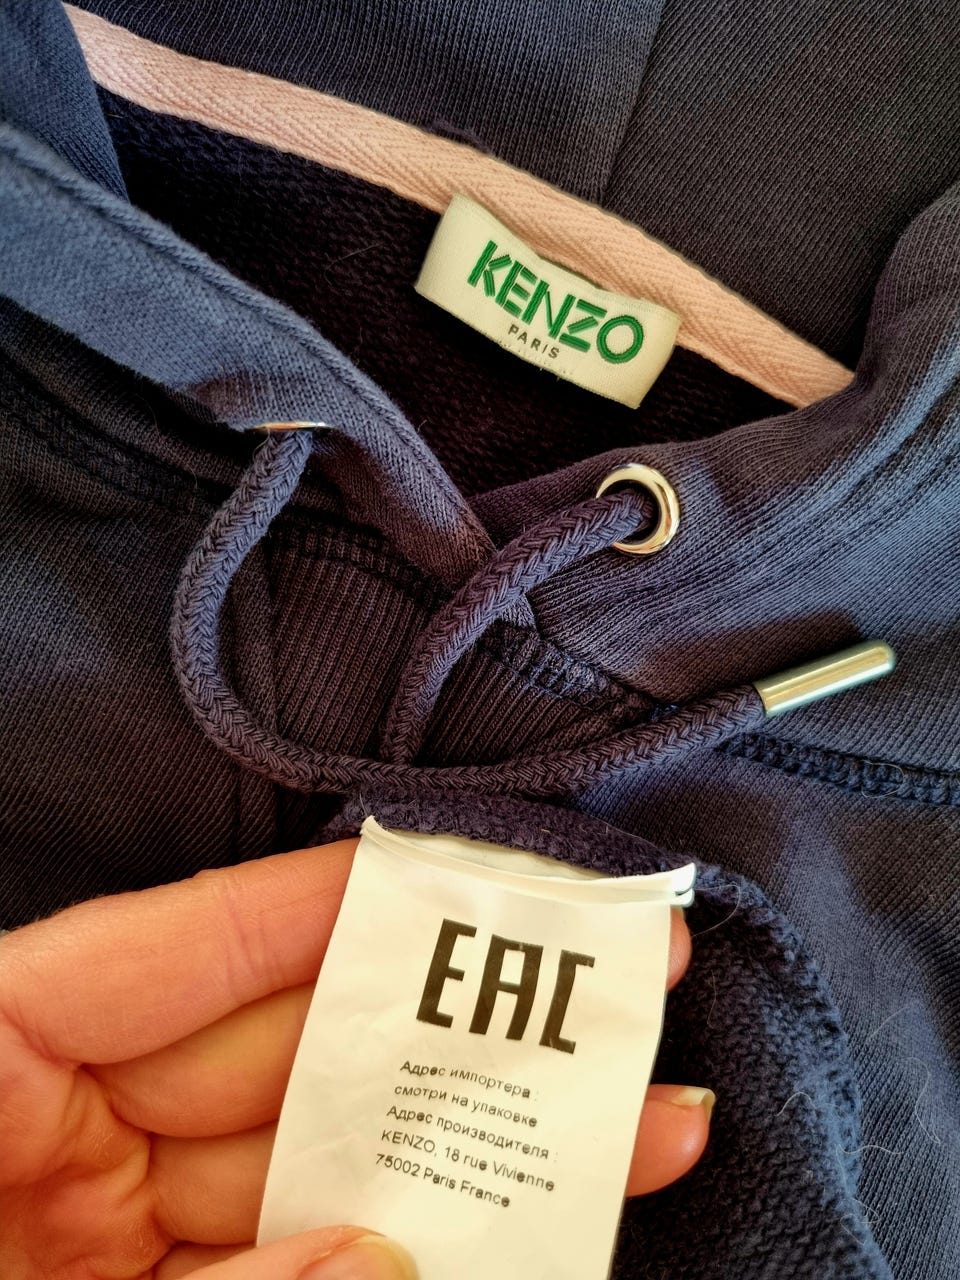 KENZO
PARIS
EAC
Адрес импортера :
смотри на упаковке
Адрес производителя :
KENZO, 18 rue Vivienne
75002 Paris France